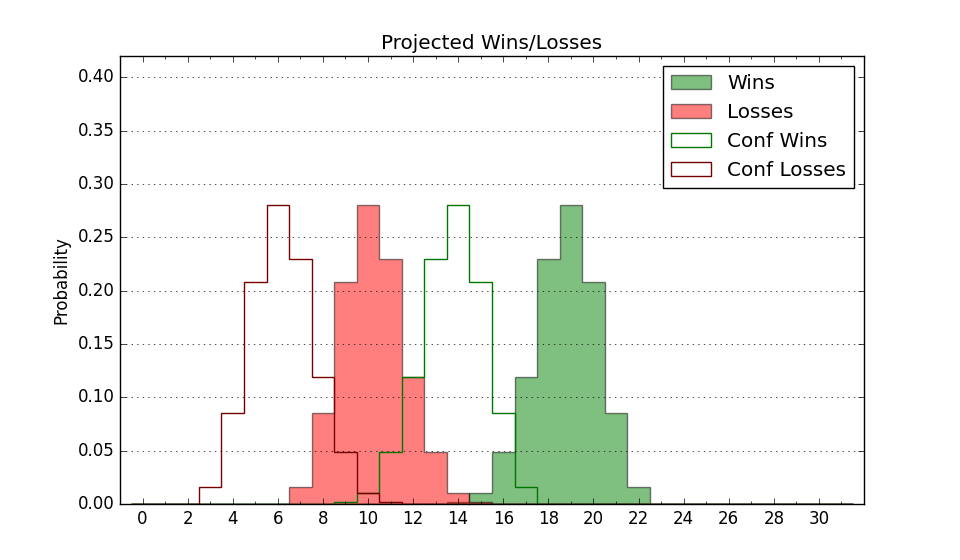 Projected Wins/Losses
Probability
0.40
0.35
0.30
0.25
0.20
0.15
0.10
0.05
0.00
0 2 4 6 8 10 12 14 16 18 20 22 24 26 28 30
Wins
Losses
Conf Wins
Conf Losses